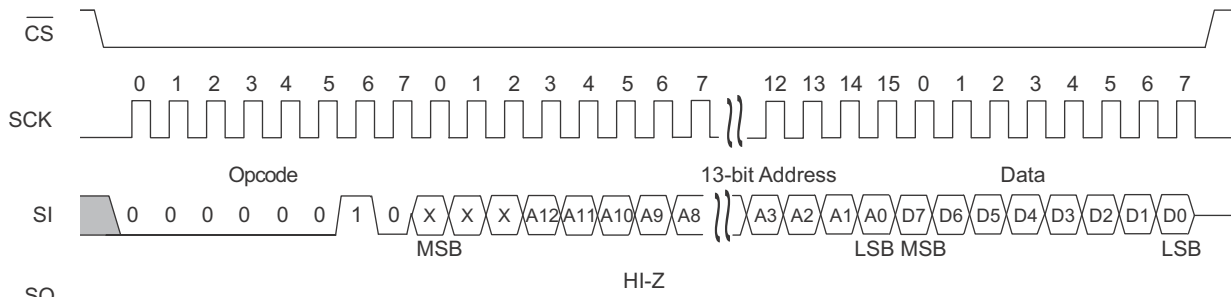 CS
0 1 2 3 4 5 6 7 0 1 2 3 4 5 6 7 12 13 14 15 0 1 2 3 4 5 6 7
SCK
Opcode 13-bit Address Data
SI 0 0 0 0 0 0 1 0 X X X A12 A11 A10 A9 A8 A3 A2 A1 A0 D7 D6 D5 D4 D3 D2 D1 D0
MSB LSB MSB LSB
HI-Z
SO